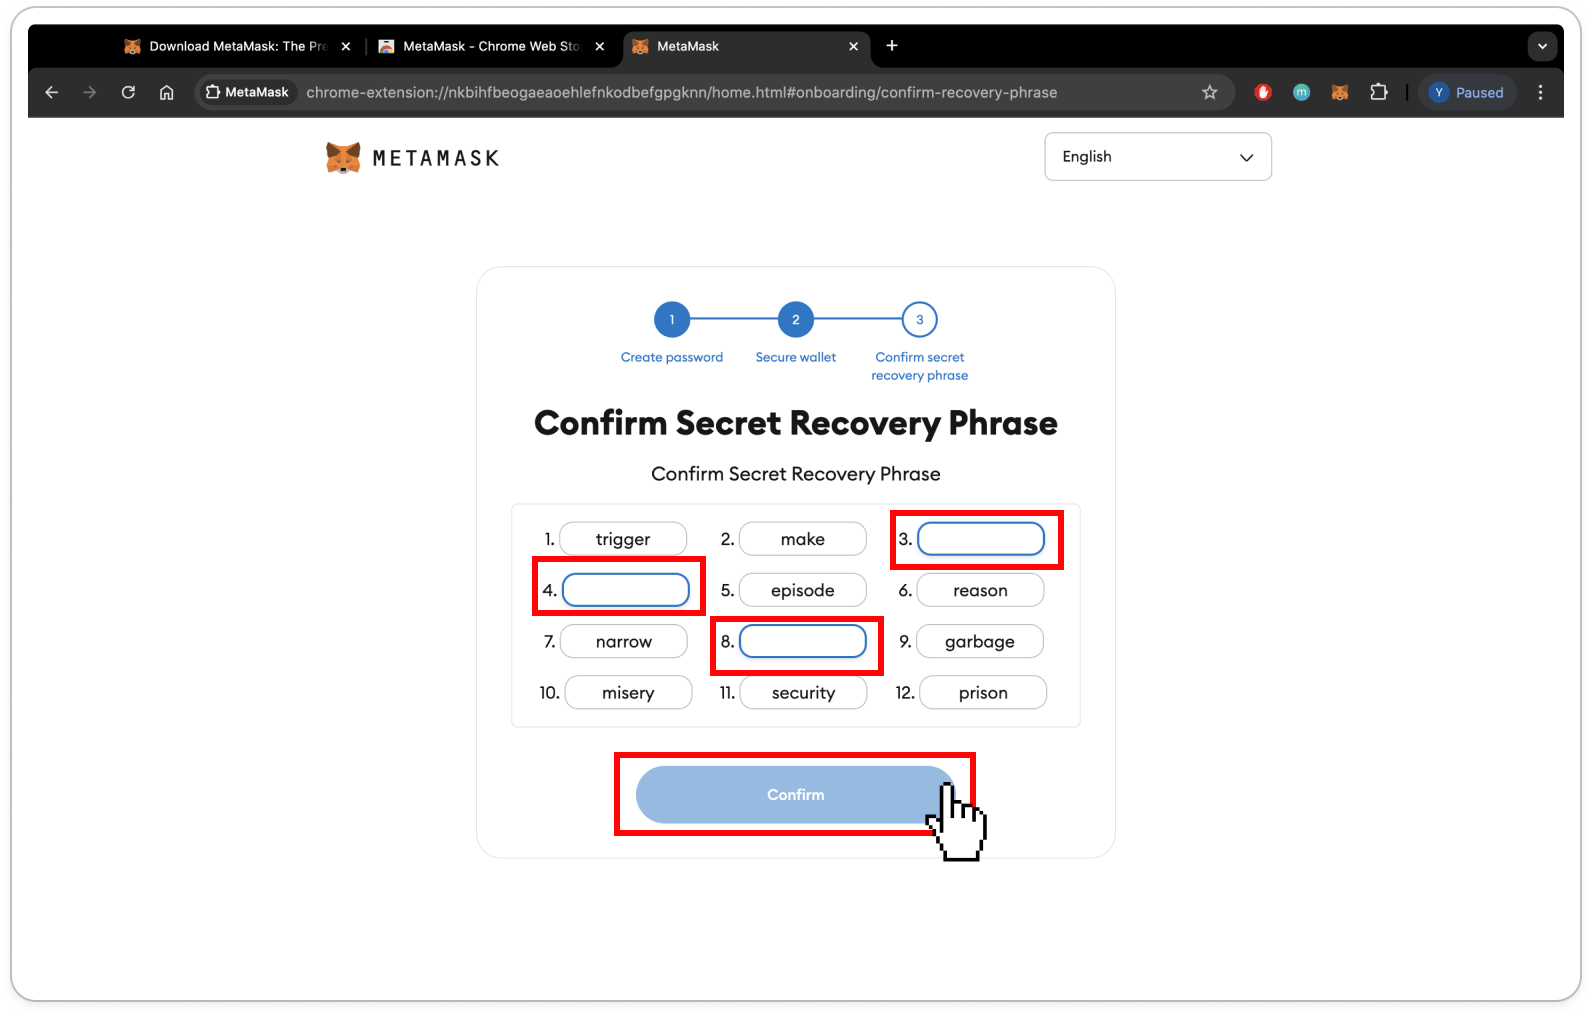 Download MetaMask: The Pre
MetaMask - Chrome Web Sto
MetaMask
MetaMask
chrome-extension://nkbihfbeogaeaoehlefnkodbefgpgknn/home.html#onboarding/confirm-recovery-phrase
m
Y Paused
METAMASK
English
1 2 3
Create password Secure wallet Confirm secret
recovery phrase
Confirm Secret Recovery Phrase
Confirm Secret Recovery Phrase
1. trigger 2. make 3.
4. 5. episode 6. reason
7. narrow 8. 9. garbage
10. misery 11. security 12. prison
Confirm